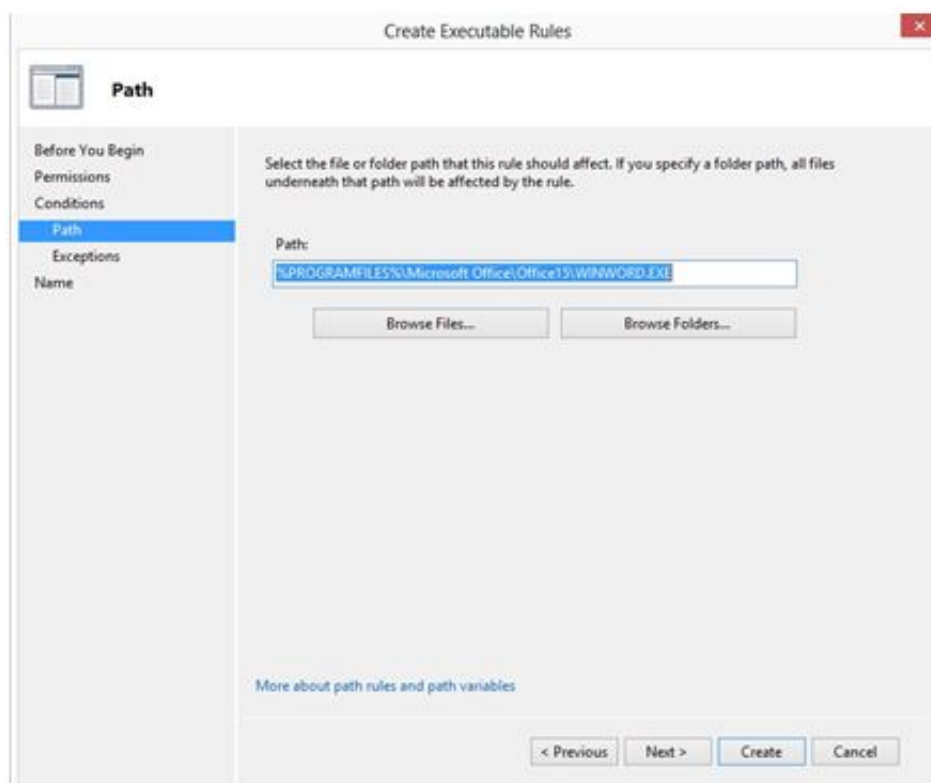 Create Executable Rules
Path
Before You Begin
Permissions
Conditions
Path
Exceptions
Name
Select the file or folder path that this rule should affect. If you specify a folder path, all files
underneath that path will be affected by the rule.
Path:
%PROGRAMFILES%\Microsoft Office\Office15\WINWORD.EXE
Browse Files...
Browse Folders...
More about path rules and path variables
< Previous
Next >
Create
Cancel